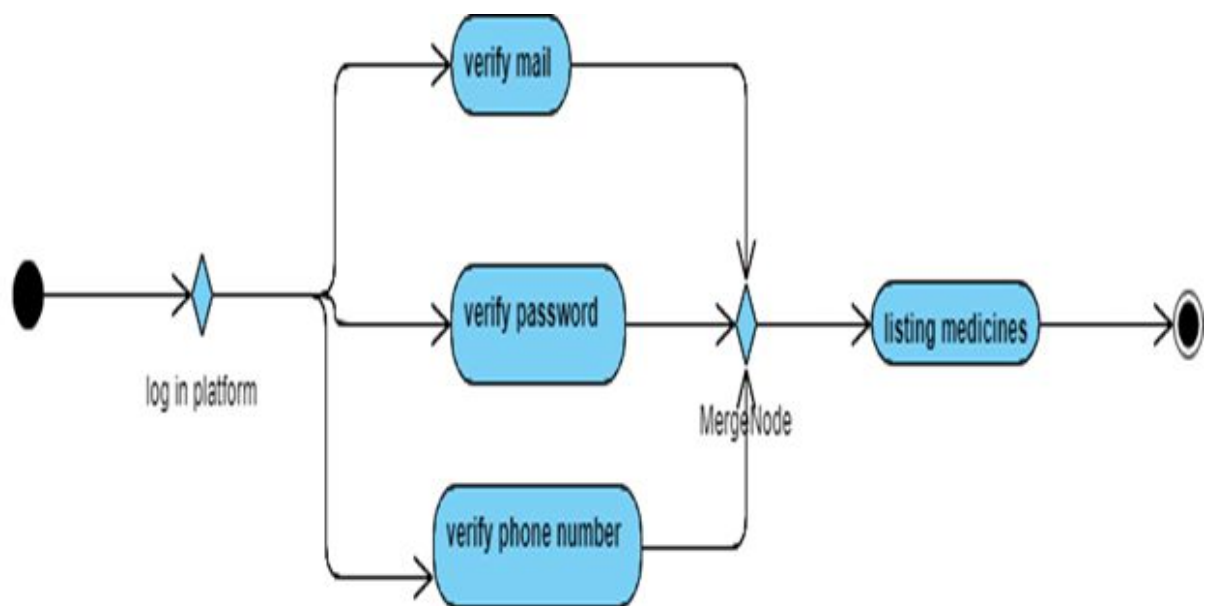 verify mail
verify password
listing medicines
log in platform
MergeNode
verify phone number